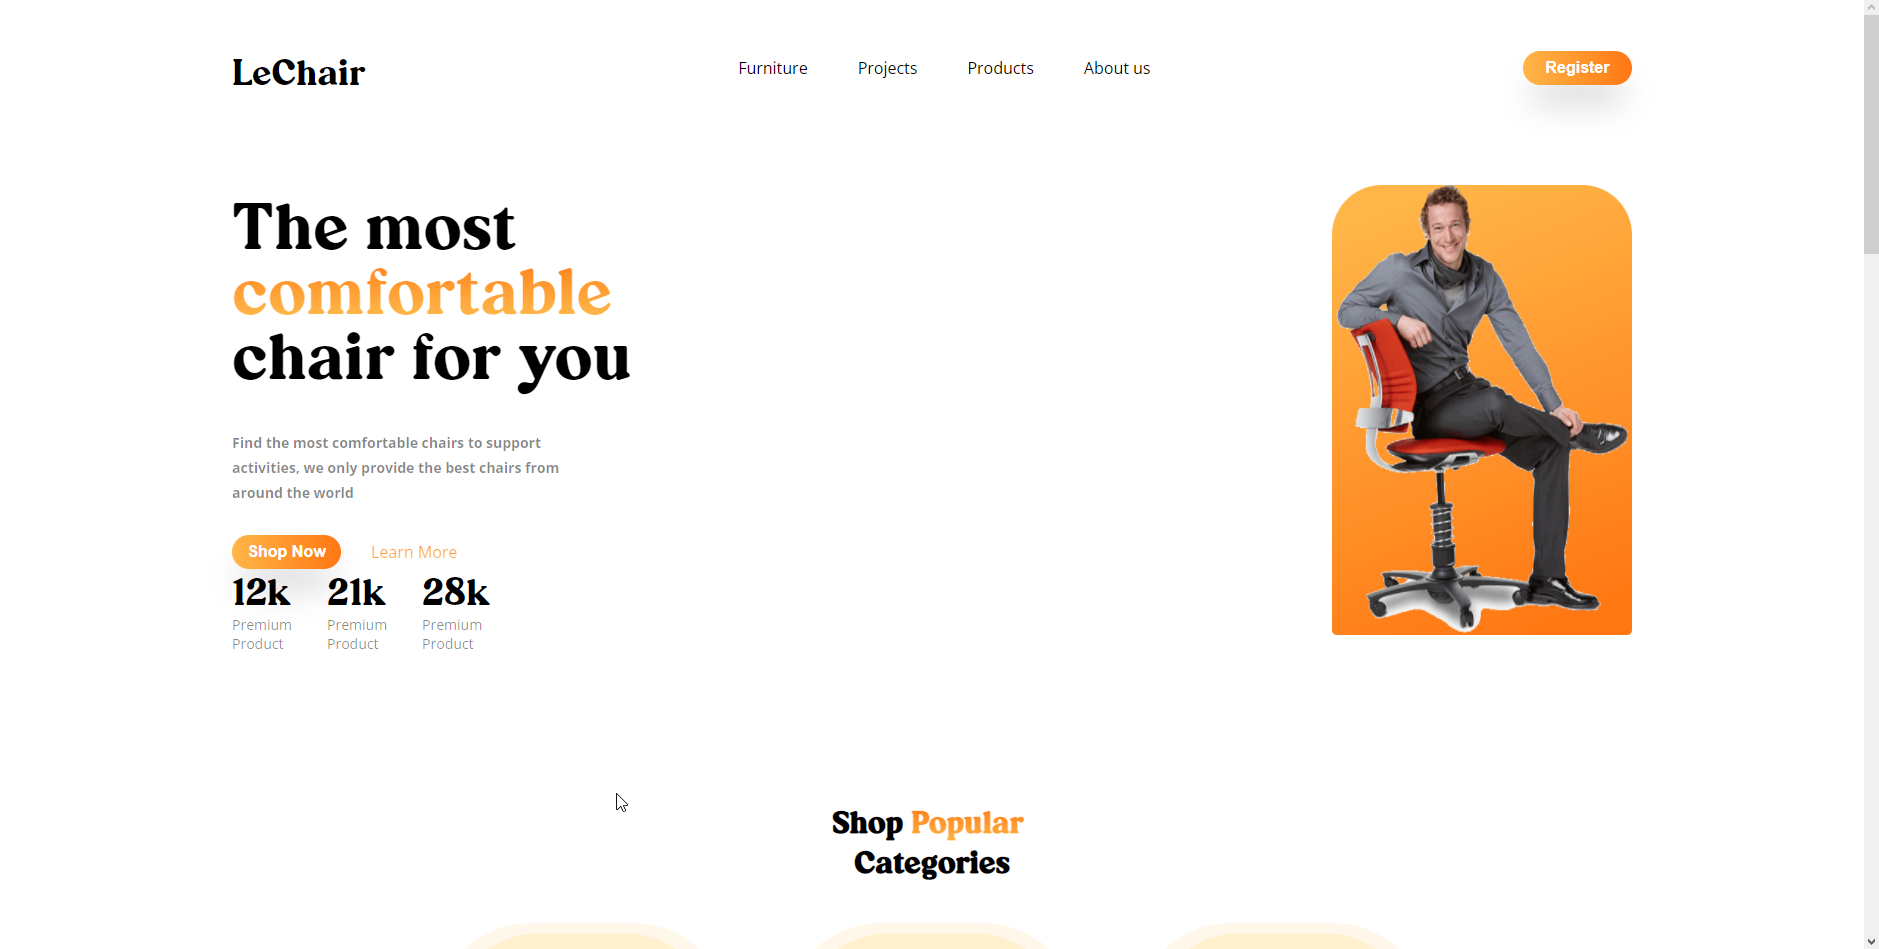 LeChair
Furniture Projects Products About us
Register
The most
comfortable
chair for you
Find the most comfortable chairs to support
activities, we only provide the best chairs from
around the world
Shop Now Learn More
12k 21k 28k
Premium Premium Premium
Product Product Product
Shop Popular
Categories